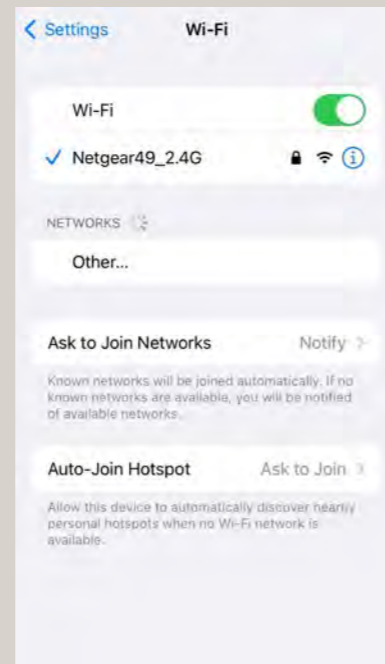 Settings
Wi-Fi
Wi-Fi
Netgear49_2.4G
NETWORKS
Other...
Ask to Join Networks
Notify
Known networks will be joined automatically. If no
known networks are available, you will be notified
of available networks.
Auto-Join Hotspot
Ask to Join
Allow this device to automatically discover nearby
personal hotspots when no Wi-Fi network is
available.